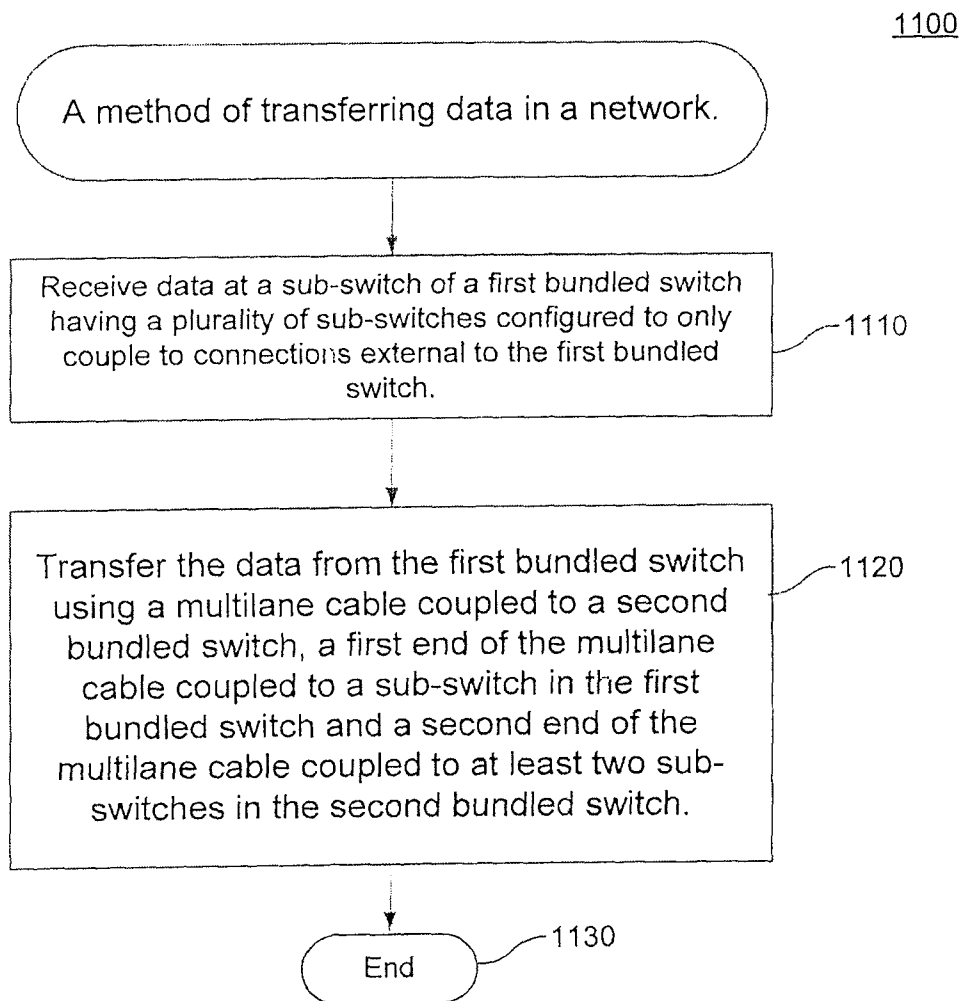 1100
A method of transferring data in a network.
Receive data at a sub-switch of a first bundled switch
having a plurality of sub-switches configured to only
couple to connections external to the first bundled
switch.
1110
Transfer the data from the first bundled switch
using a multilane cable coupled to a second
bundled switch, a first end of the multilane
cable coupled to a sub-switch in the first
bundled switch and a second end of the
multilane cable coupled to at least two sub-
switches in the second bundled switch.
1120
End
1130